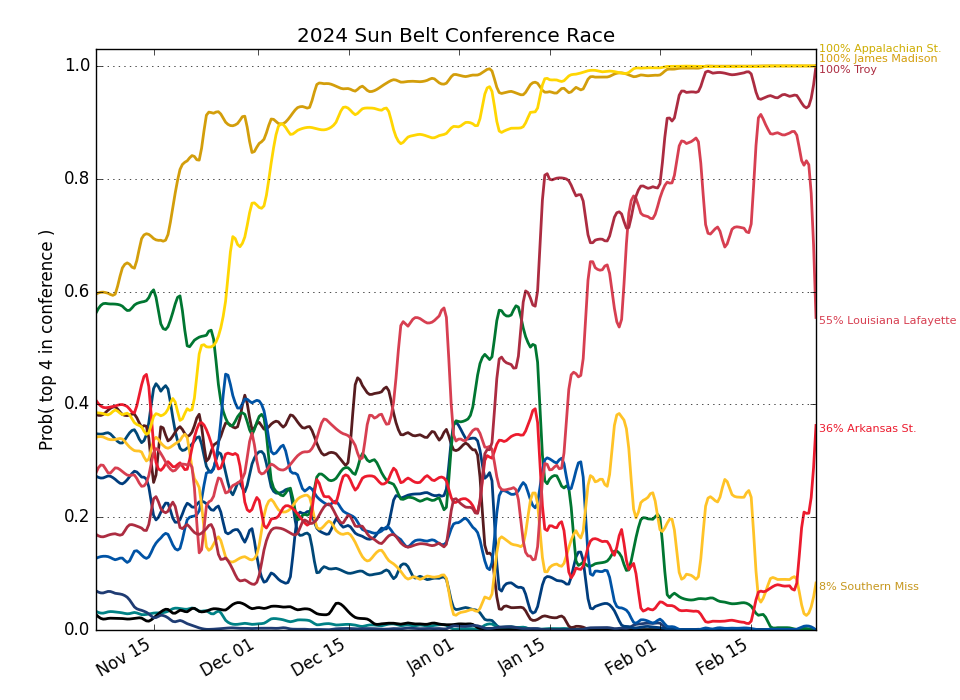 2024 Sun Belt Conference Race
100% Appalachian St.
100% James Madison
100% Troy
55% Louisiana Lafayette
36% Arkansas St.
8% Southern Miss
Prob( top 4 in conference )
1.0
0.8
0.6
0.4
0.2
0.0
Nov 15
Dec 01
Dec 15
Jan 01
Jan 15
Feb 01
Feb 15